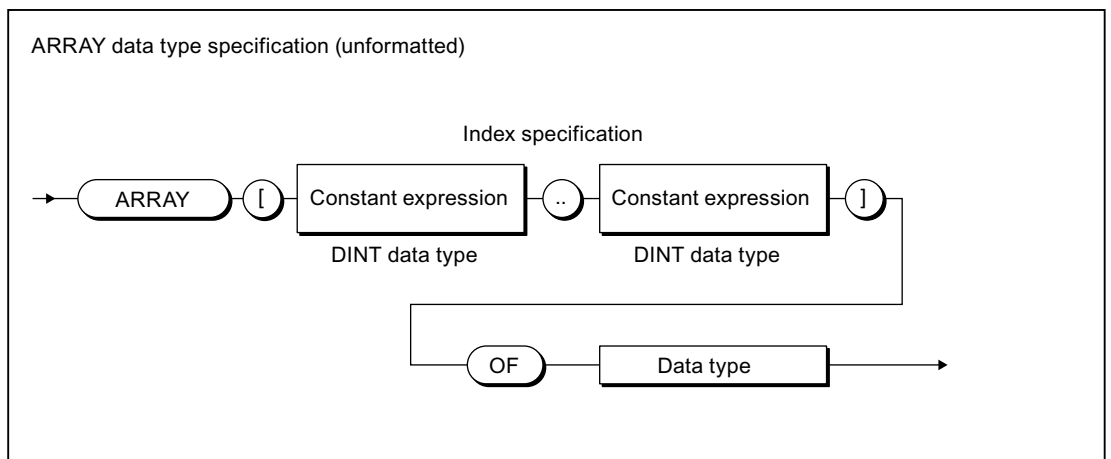 ARRAY data type specification (unformatted)
Index specification
ARRAY [ Constant expression .. Constant expression ]
DINT data type DINT data type
OF Data type